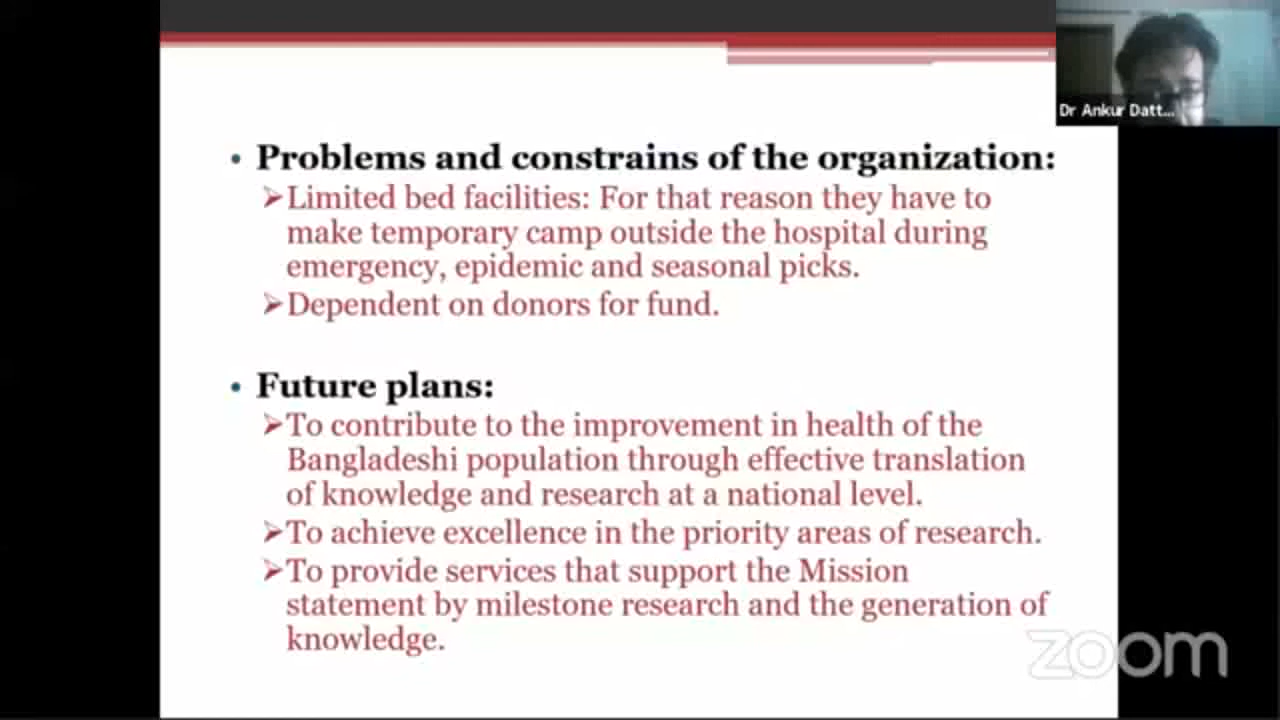 Dr Ankur Datt...
• Problems and constrains of the organization:
➢Limited bed facilities: For that reason they have to
make temporary camp outside the hospital during
emergency, epidemic and seasonal picks.
➢Dependent on donors for fund.
• Future plans:
➢To contribute to the improvement in health of the
Bangladeshi population through effective translation
of knowledge and research at a national level.
➢To achieve excellence in the priority areas of research.
➢To provide services that support the Mission
statement by milestone research and the generation of
knowledge.
zoom